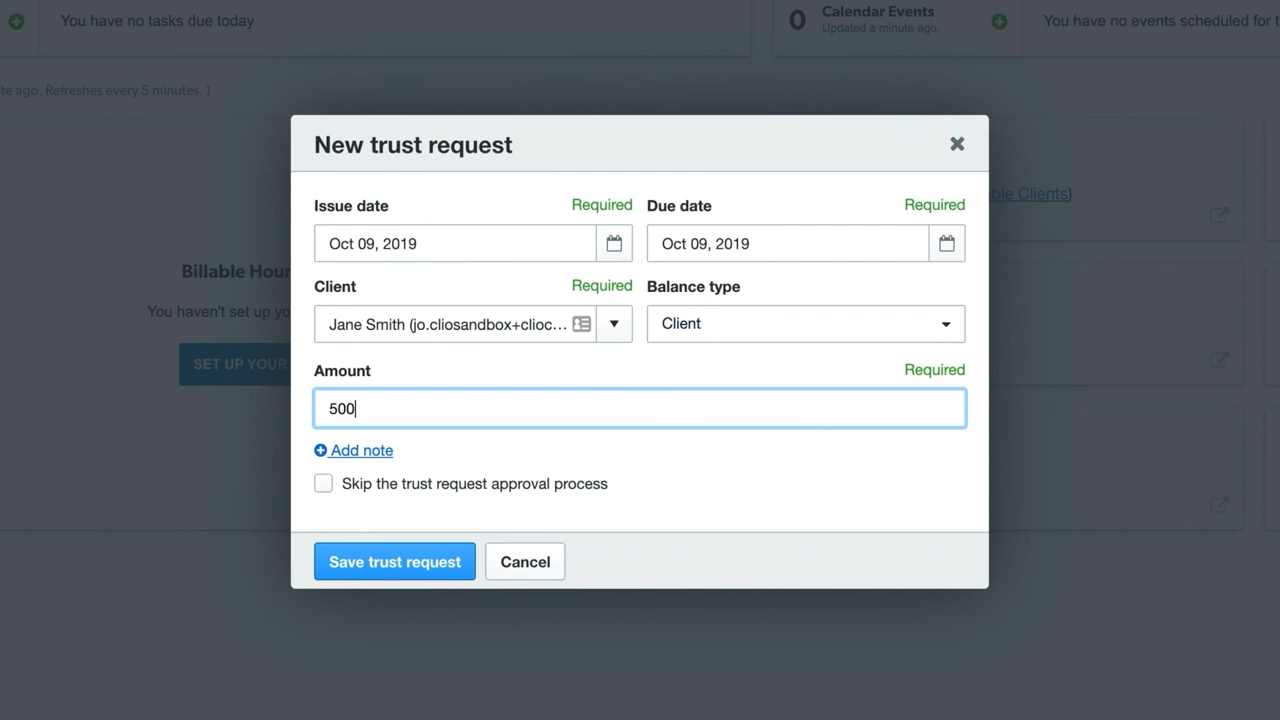 You have no tasks due today
0
Calendar Events
Updated a minute ago.
You have no events scheduled for t
te ago. Refreshes every 5 minutes. )
New trust request
Issue date
Required
Due date
Required
Oct 09, 2019
Oct 09, 2019
ble Clients)
Billable Hour
Client
Required
Balance type
You haven't set up yo
Jane Smith (jo.cliosandbox+clioc...
Client
SET UP YOUR
Amount
Required
500
Add note
Skip the trust request approval process
Save trust request
Cancel